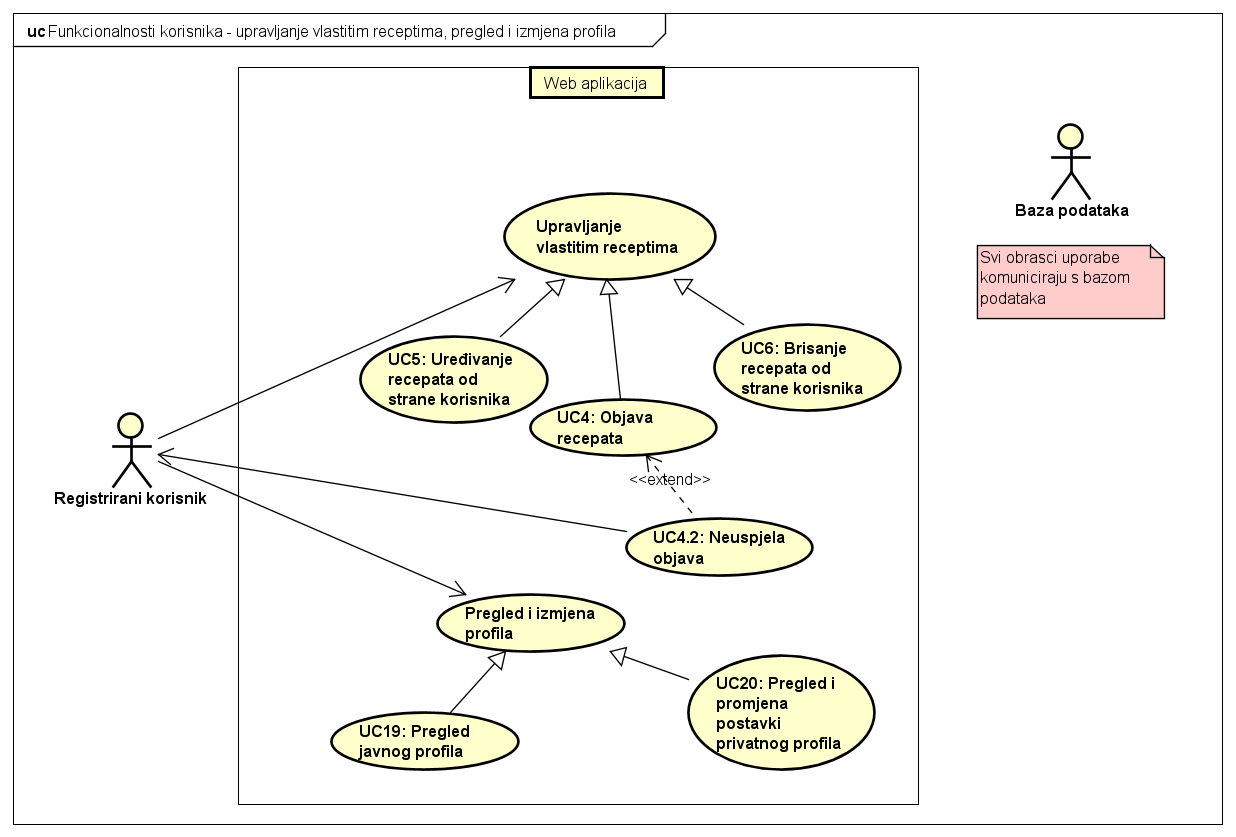 uc Funkcionalnosti korisnika - upravljanje vlastitim receptima, pregled i izmjena profila
Web aplikacija
Baza podataka
Svi obrasci uporabe
komuniciraju s bazom
podataka
Upravljanje
vlastitim receptima
UC5: Uređivanje
recepata od
strane korisnika
UC6: Brisanje
recepata od
strane korisnika
UC4: Objava
recepata
<<extend>>
Registrirani korisnik
UC4.2: Neuspjela
objava
Pregled i izmjena
profila
UC19: Pregled
javnog profila
UC20: Pregled i
promjena
postavki
privatnog profila